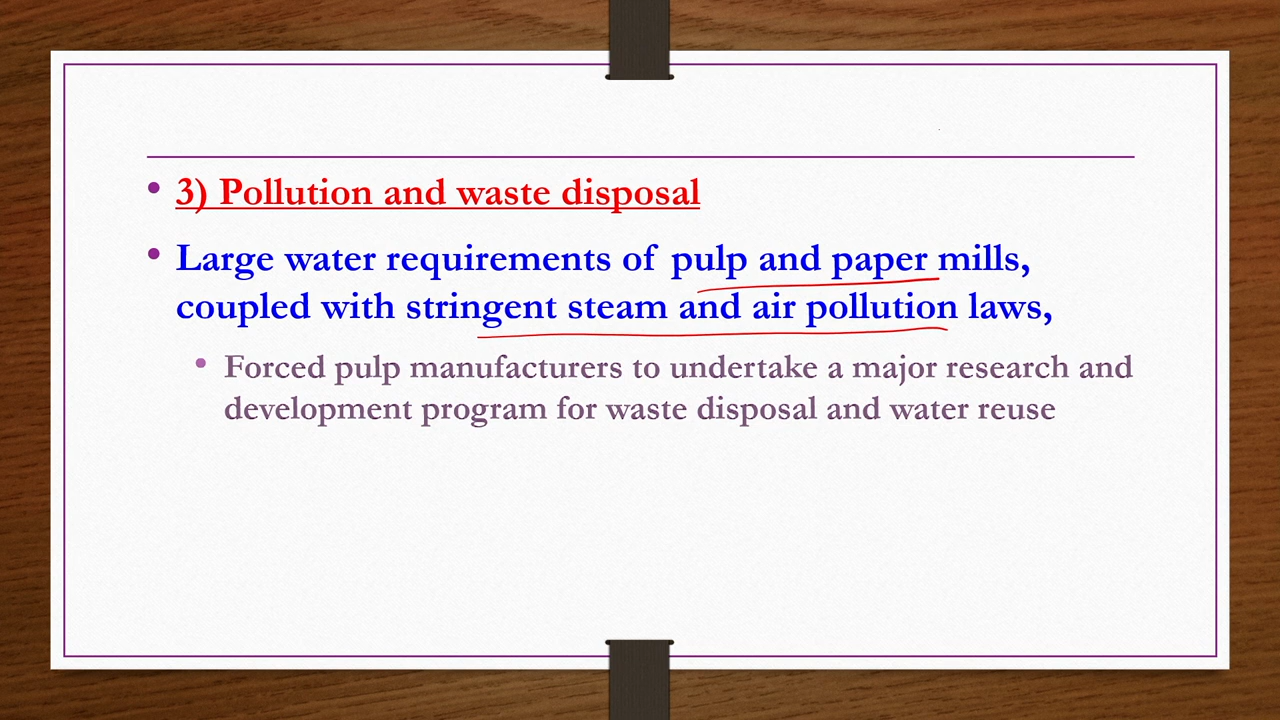 • 3) Pollution and waste disposal
• Large water requirements of pulp and paper mills,
coupled with stringent steam and air pollution laws,
• Forced pulp manufacturers to undertake a major research and
development program for waste disposal and water reuse